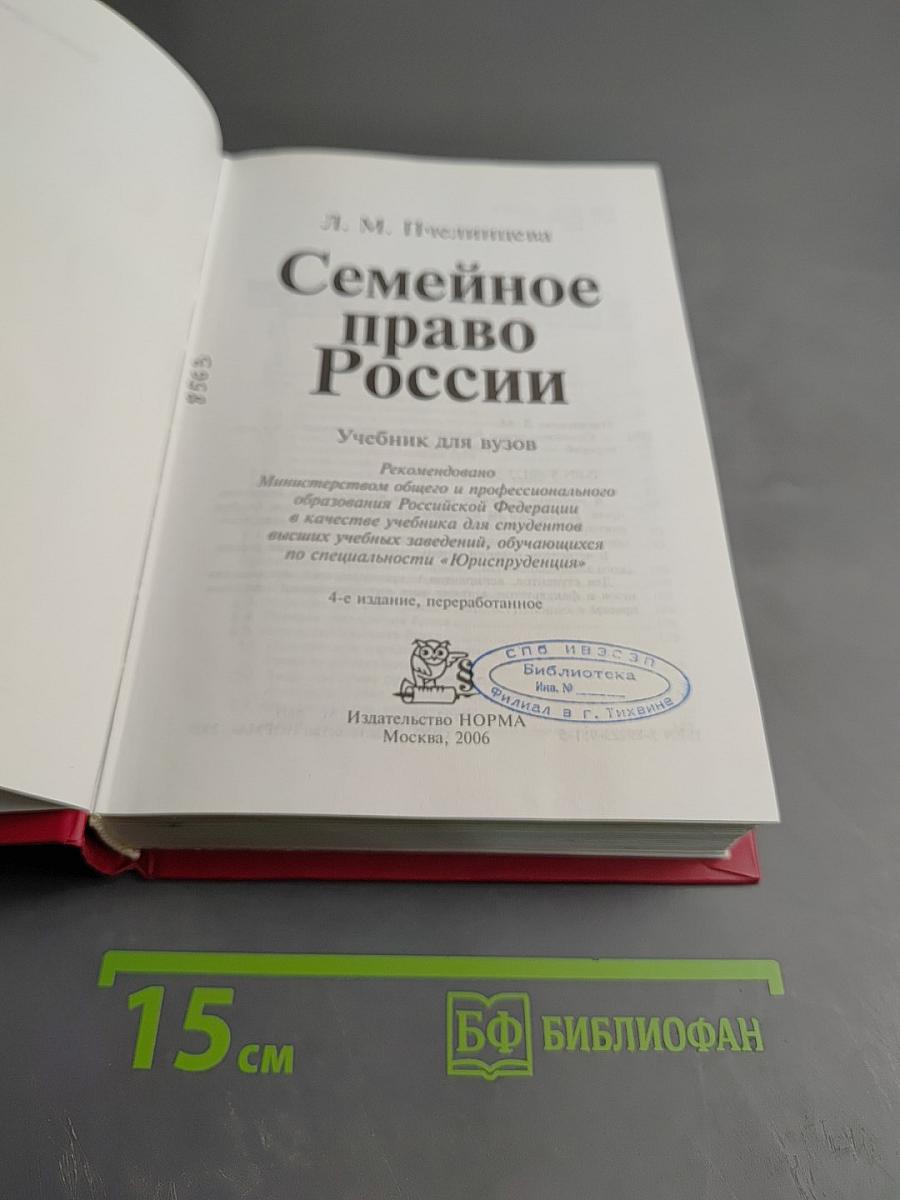 Л. М. Пчелинцева
Семейное
право
России
8563
Учебник для вузов
Рекомендовано
Министерством общего и профессионального
образования Российской Федерации
в качестве учебника для студентов
высших учебных заведений, обучающихся
по специальности «Юриспруденция»
4-е издание, переработанное
§
СПб ИВЭСЭП
Библиотека
Инв. №
Филиал в г. Тихвине
Издательство НОРМА
Москва, 2006
15 см
БФ БИБЛИОФАН